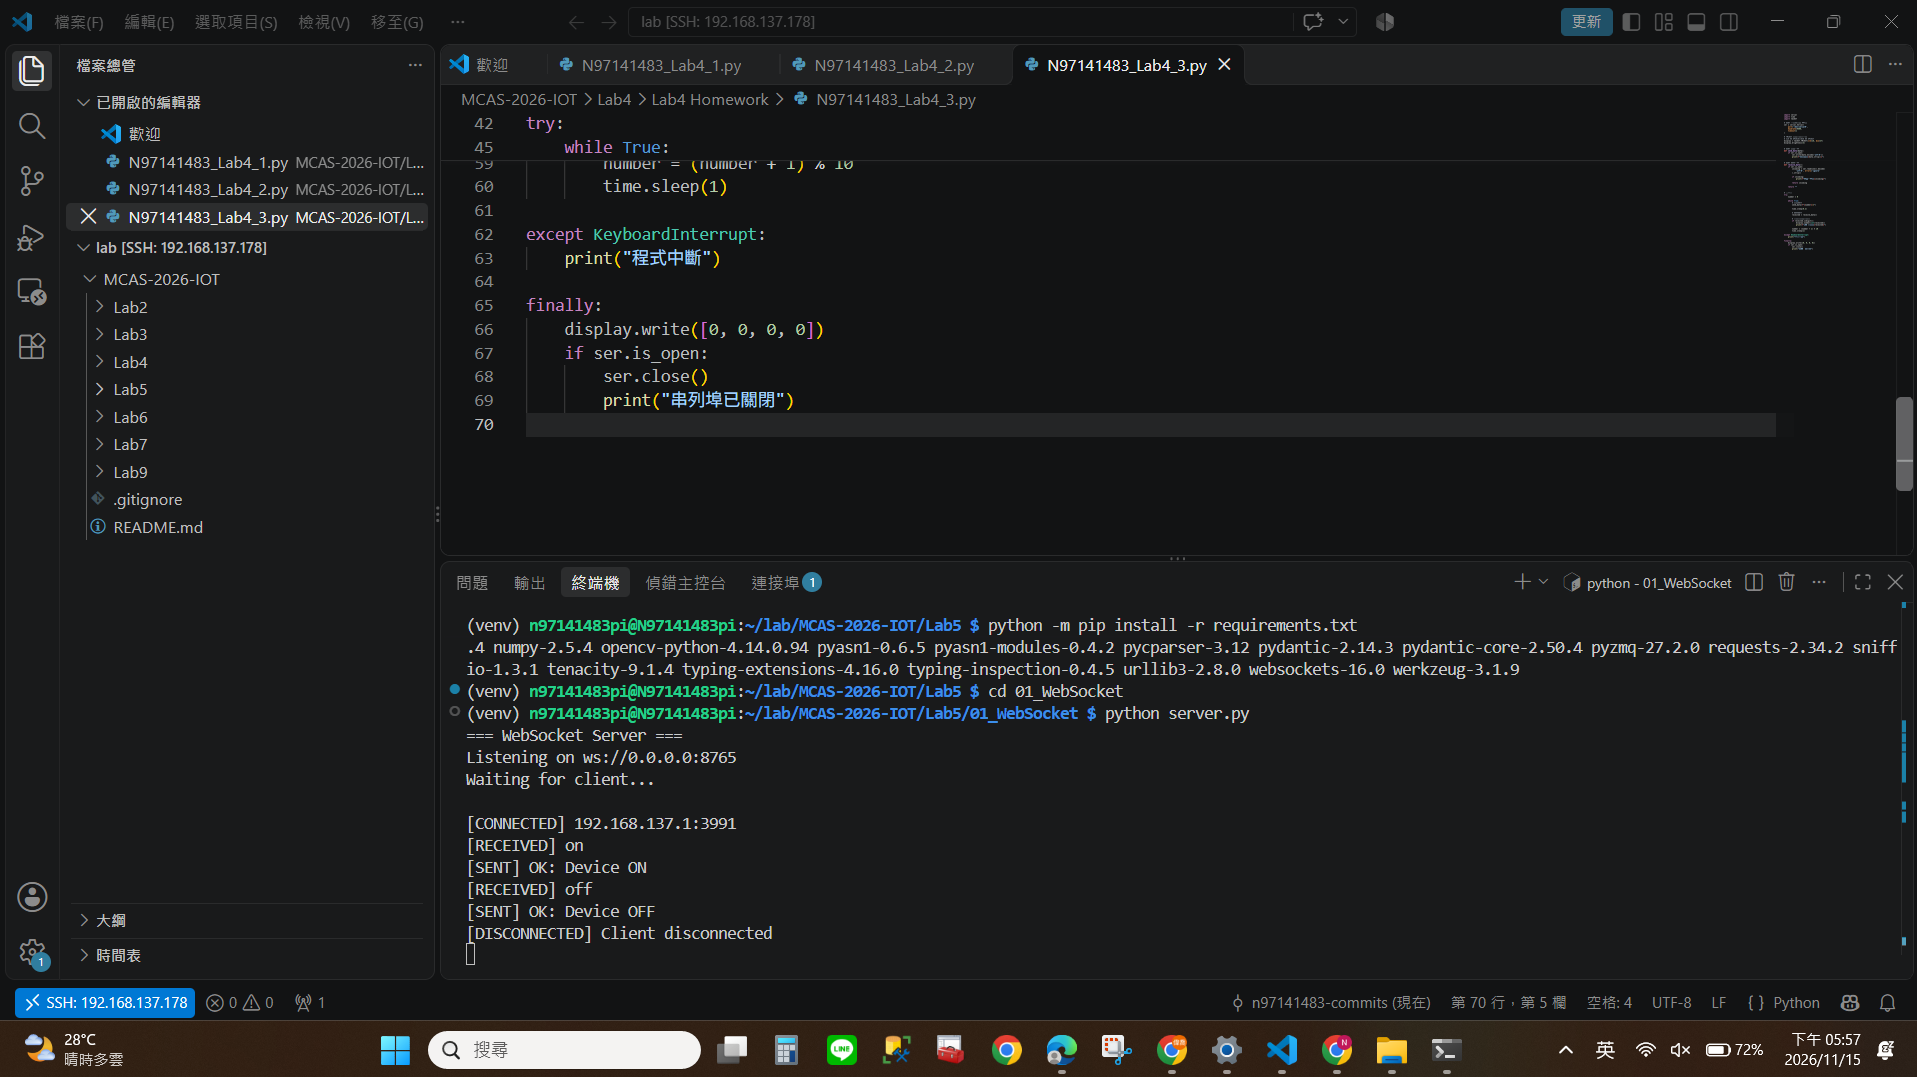 檔案(F) 編輯(E) 選取項目(S) 檢視(V) 移至(G) ··· lab [SSH: 192.168.137.178] 更新
檔案總管
已開啟的編輯器
歡迎
N97141483_Lab4_1.py MCAS-2026-IOT/L...
N97141483_Lab4_2.py MCAS-2026-IOT/L...
N97141483_Lab4_3.py MCAS-2026-IOT/L...
lab [SSH: 192.168.137.178]
MCAS-2026-IOT
Lab2
Lab3
Lab4
Lab5
Lab6
Lab7
Lab9
.gitignore
README.md
大綱
時間表
歡迎 N97141483_Lab4_1.py N97141483_Lab4_2.py N97141483_Lab4_3.py
MCAS-2026-IOT > Lab4 > Lab4 Homework > N97141483_Lab4_3.py
42 try:
45 while True:
59 number = (number + 1) % 10
60 time.sleep(1)
61
62 except KeyboardInterrupt:
63 print("程式中斷")
64
65 finally:
66 display.write([0, 0, 0, 0])
67 if ser.is_open:
68 ser.close()
69 print("串列埠已關閉")
70
問題 輸出 終端機 偵錯主控台 連接埠 1 python - 01_WebSocket
(venv) n97141483pi@N97141483pi:~/lab/MCAS-2026-IOT/Lab5 $ python -m pip install -r requirements.txt
.4 numpy-2.5.4 opencv-python-4.14.0.94 pyasn1-0.6.5 pyasn1-modules-0.4.2 pycparser-3.12 pydantic-2.14.3 pydantic-core-2.50.4 pyzmq-27.2.0 requests-2.34.2 sniff
io-1.3.1 tenacity-9.1.4 typing-extensions-4.16.0 typing-inspection-0.4.5 urllib3-2.8.0 websockets-16.0 werkzeug-3.1.9
(venv) n97141483pi@N97141483pi:~/lab/MCAS-2026-IOT/Lab5 $ cd 01_WebSocket
(venv) n97141483pi@N97141483pi:~/lab/MCAS-2026-IOT/Lab5/01_WebSocket $ python server.py
=== WebSocket Server ===
Listening on ws://0.0.0.0:8765
Waiting for client...
[CONNECTED] 192.168.137.1:3991
[RECEIVED] on
[SENT] OK: Device ON
[RECEIVED] off
[SENT] OK: Device OFF
[DISCONNECTED] Client disconnected
1
SSH: 192.168.137.178 0 0 1 n97141483-commits (現在) 第 70 行，第 5 欄 空格: 4 UTF-8 LF { } Python
28°C
晴時多雲
搜尋
LINE
英
72%
下午 05:57
2026/11/15